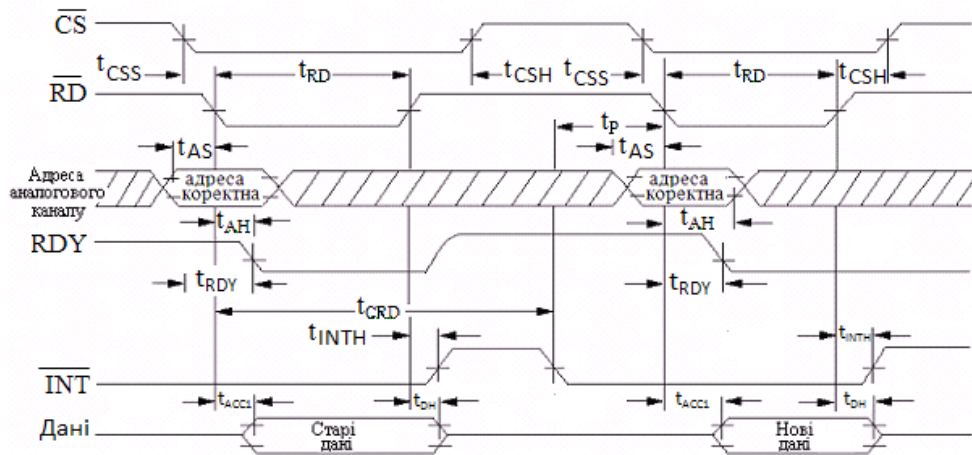 CS
tCSS tRD tCSH tCSS tRD tCSH
RD
tP
tAS tAS
Адреса
аналогового
каналу
адреса
коректна
адреса
коректна
tAH tAH
RDY
tRDY tRDY
tCRD
tINTH tINTH
INT
tACC1 tDH tACC1 tDH
Дані
Старі
дані
Нові
дані